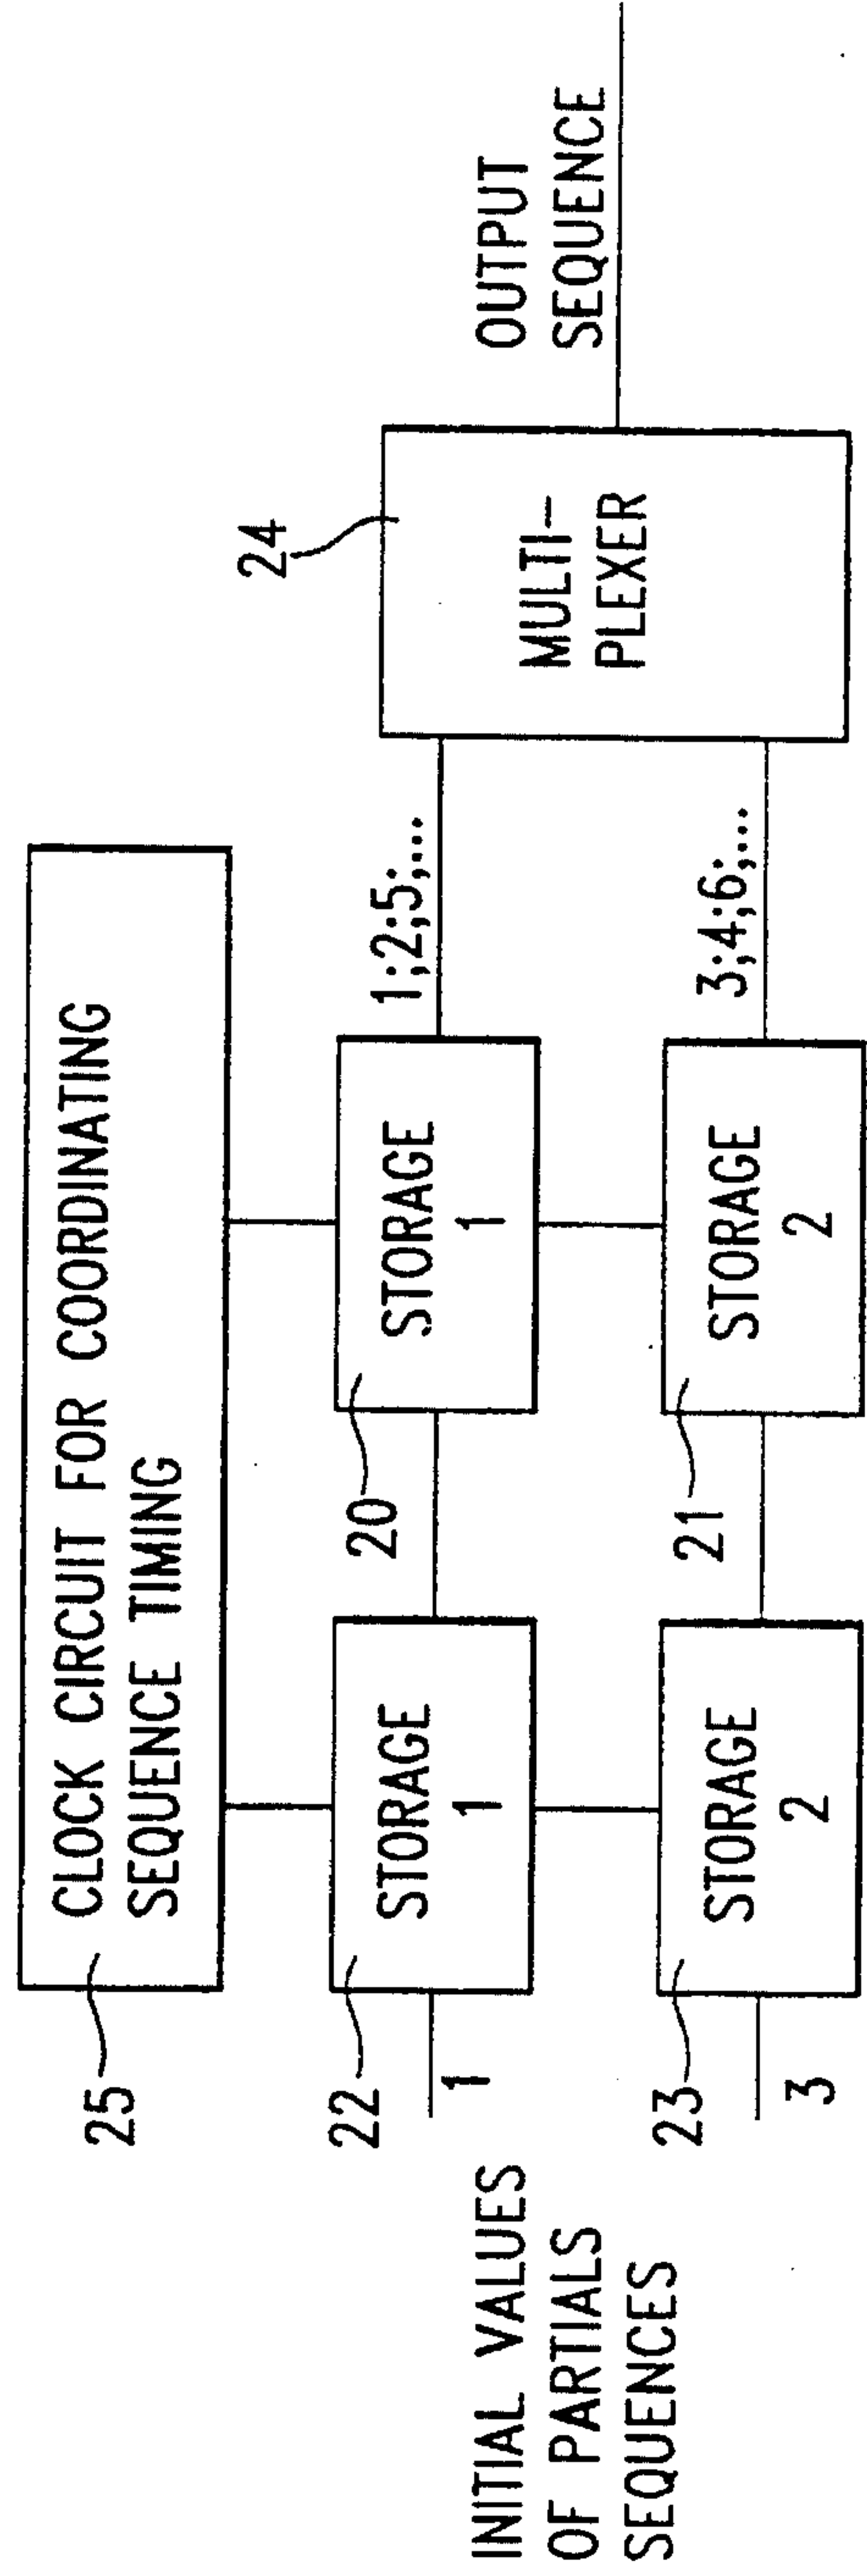 25
CLOCK CIRCUIT FOR COORDINATING
SEQUENCE TIMING
INITIAL VALUES
OF PARTIALS
SEQUENCES
22
1
STORAGE
1
20
STORAGE
1
1;2;5;...
23
3
STORAGE
2
21
STORAGE
2
3;4;6;...
24
MULTI-
PLEXER
OUTPUT
SEQUENCE